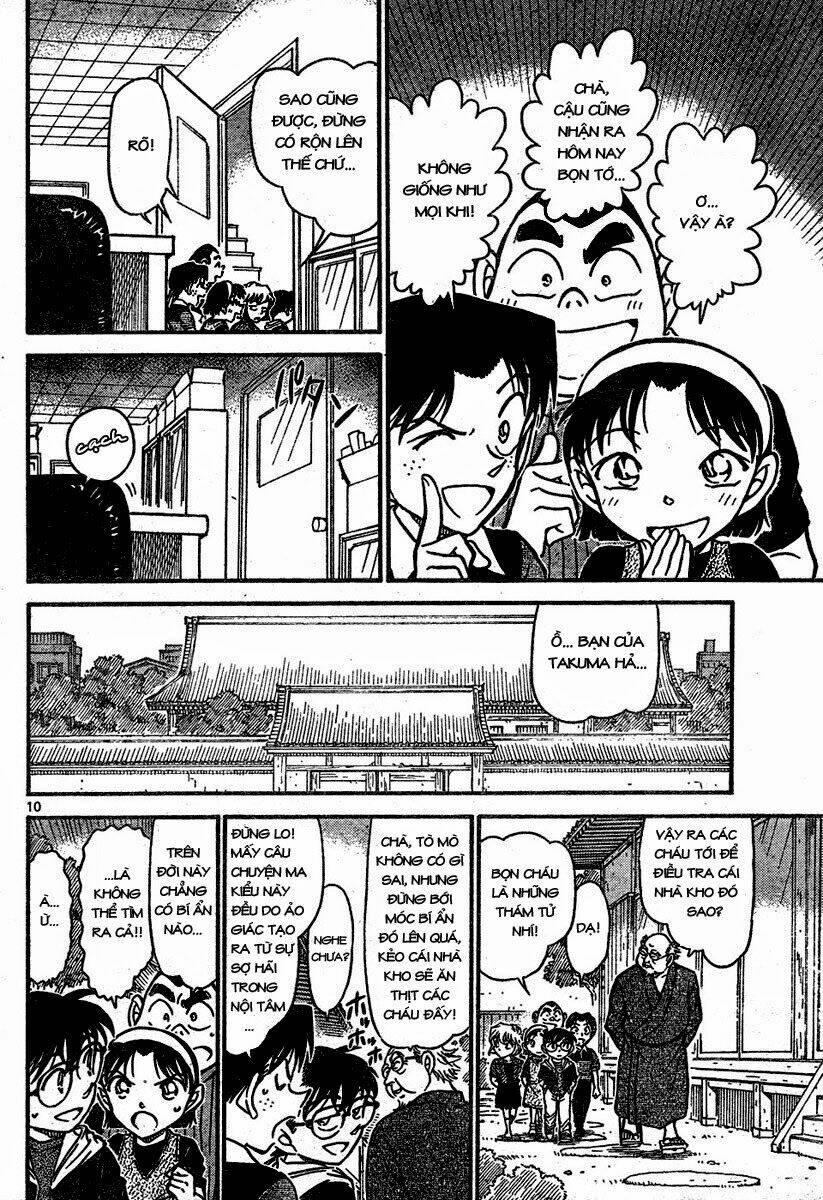 Ơ...
VẬY À?
CHÀ,
CẬU CŨNG
NHẬN RA
HÔM NAY
BỌN TỚ...
KHÔNG
GIỐNG NHƯ
MỌI KHI!
SAO CŨNG
ĐƯỢC, ĐỪNG
CÓ RỘN LÊN
THẾ CHỨ...
RÕ!
バタン
cạch
Ồ... BẠN CỦA
TAKUMA HẢ...
10
VẬY RA CÁC
CHÁU TỚI ĐỂ
ĐIỀU TRA CÁI
NHÀ KHO ĐÓ
SAO?
DẠ!
BỌN CHÁU
LÀ NHỮNG
THÁM TỬ
NHÍ!
CHÀ, TÒ MÒ
KHÔNG CÓ GÌ
SAI, NHƯNG
ĐỪNG BỚI
MÓC BÍ ẨN
ĐÓ LÊN QUÁ,
KẺO CÁI NHÀ
KHO SẼ ĂN
THỊT CÁC
CHÁU ĐẤY!
ホホホ
NGHE
CHƯA?
ĐỪNG LO!
MẤY CÂU
CHUYỆN MA
KIỂU NÀY
ĐỀU DO ẢO
GIÁC TẠO
RA TỪ SỰ
SỢ HÃI
TRONG
NỘI TÂM
...
TRÊN
ĐỜI NÀY
CHẲNG
CÓ BÍ ẨN
NÀO...
...LÀ
KHÔNG
THỂ TÌM
RA CẢ!!
À...
Ừ...